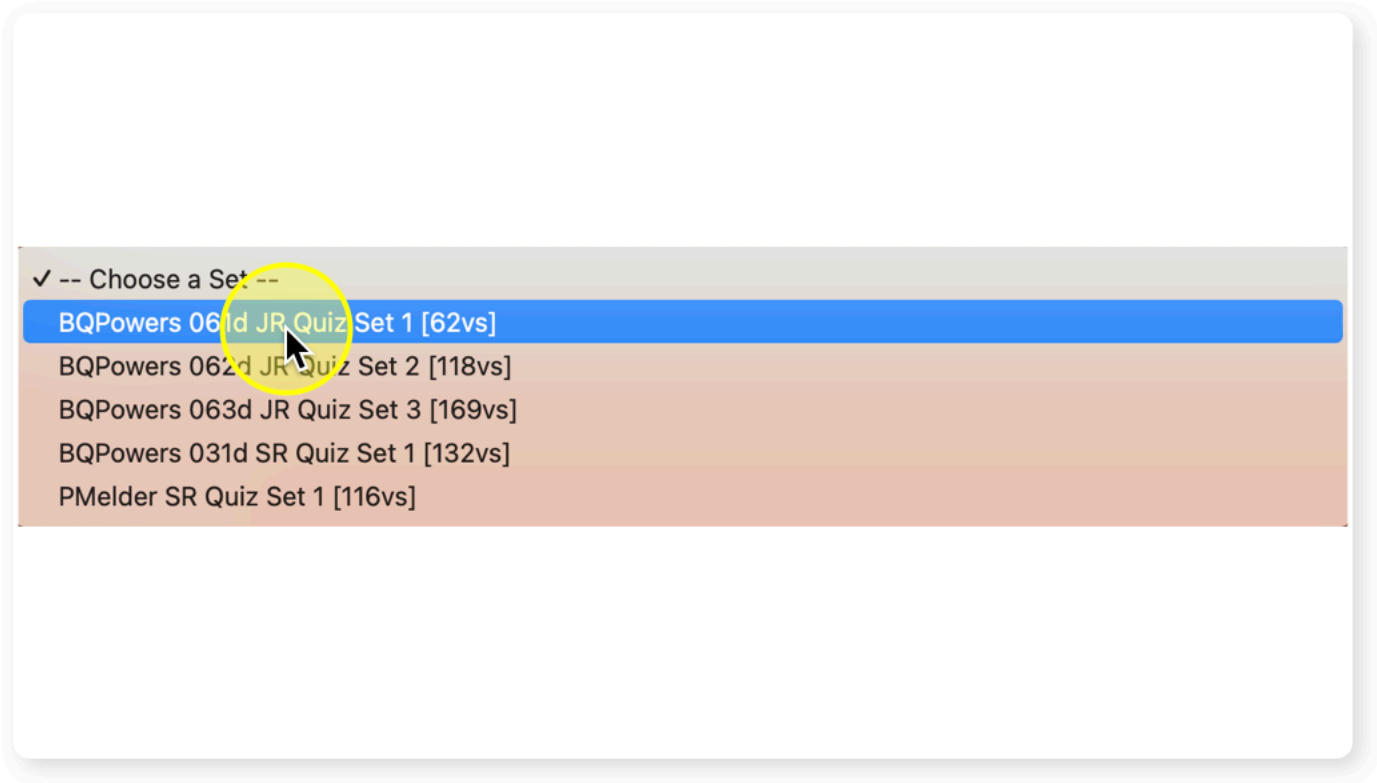 ✓ -- Choose a Set --
BQPowers 061d JR Quiz Set 1 [62vs]
BQPowers 062d JR Quiz Set 2 [118vs]
BQPowers 063d JR Quiz Set 3 [169vs]
BQPowers 031d SR Quiz Set 1 [132vs]
PMelder SR Quiz Set 1 [116vs]